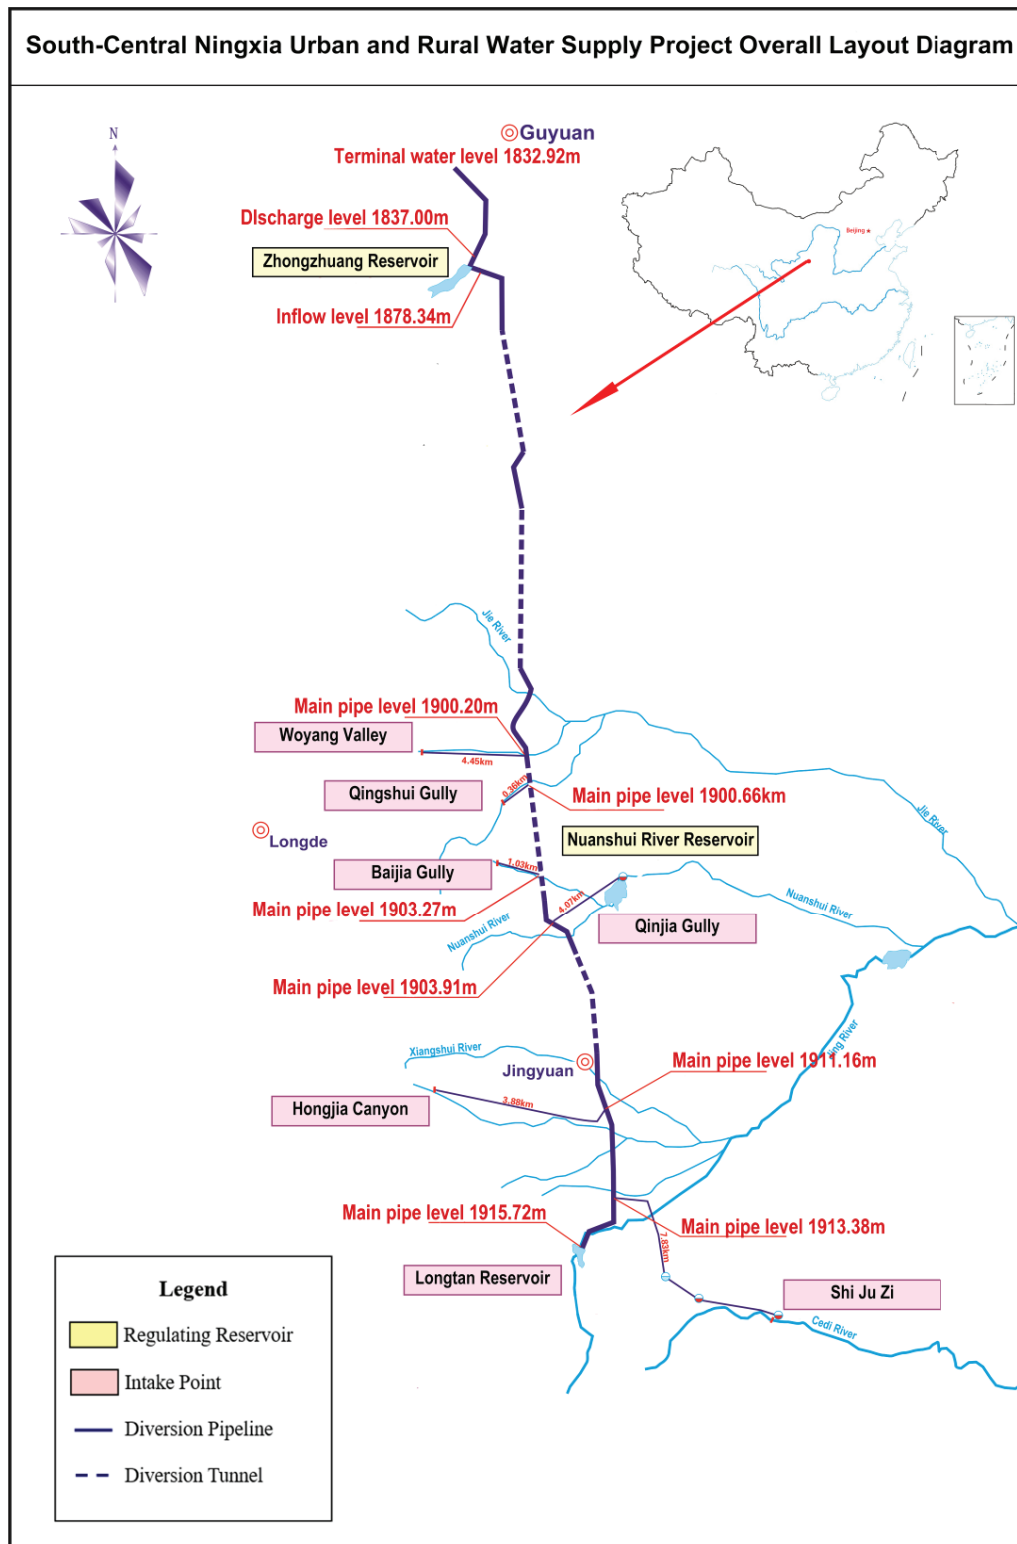 South-Central Ningxia Urban and Rural Water Supply Project Overall Layout Diagram
N
Guyuan
Terminal water level 1832.92m
DIscharge level 1837.00m
Zhongzhuang Reservoir
Inflow level 1878.34m
Beijing
Jie River
Main pipe level 1900.20m
Woyang Valley
4.45km
Qingshui Gully
0.36km
Main pipe level 1900.66km
Jie River
Longde
Nuanshui River Reservoir
Baijia Gully
1.03km
4.07km
Nuanshui River
Main pipe level 1903.27m
Qinjia Gully
Nuanshui River
Main pipe level 1903.91m
Jing River
Xiangshui River
Jingyuan
Main pipe level 1911.16m
3.88km
Hongjia Canyon
Main pipe level 1915.72m
Main pipe level 1913.38m
7.83km
Longtan Reservoir
Shi Ju Zi
Cedi River
Legend
Regulating Reservoir
Intake Point
Diversion Pipeline
Diversion Tunnel